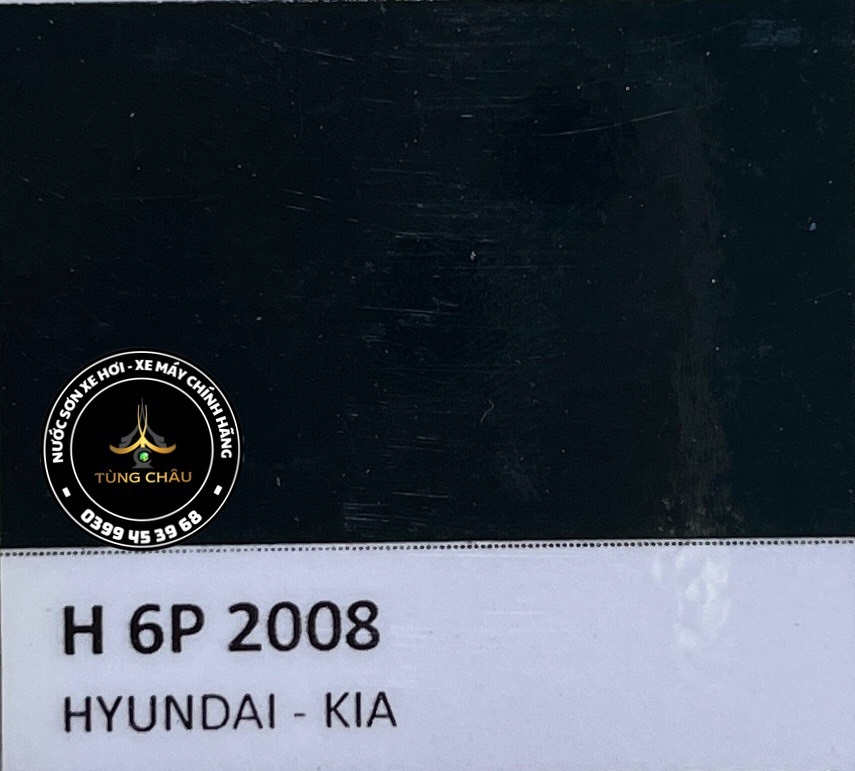 NƯỚC SƠN XE HƠI - XE MÁY CHÍNH HÃNG
TÙNG CHÂU
0399 45 39 68
H 6P 2008
HYUNDAI - KIA